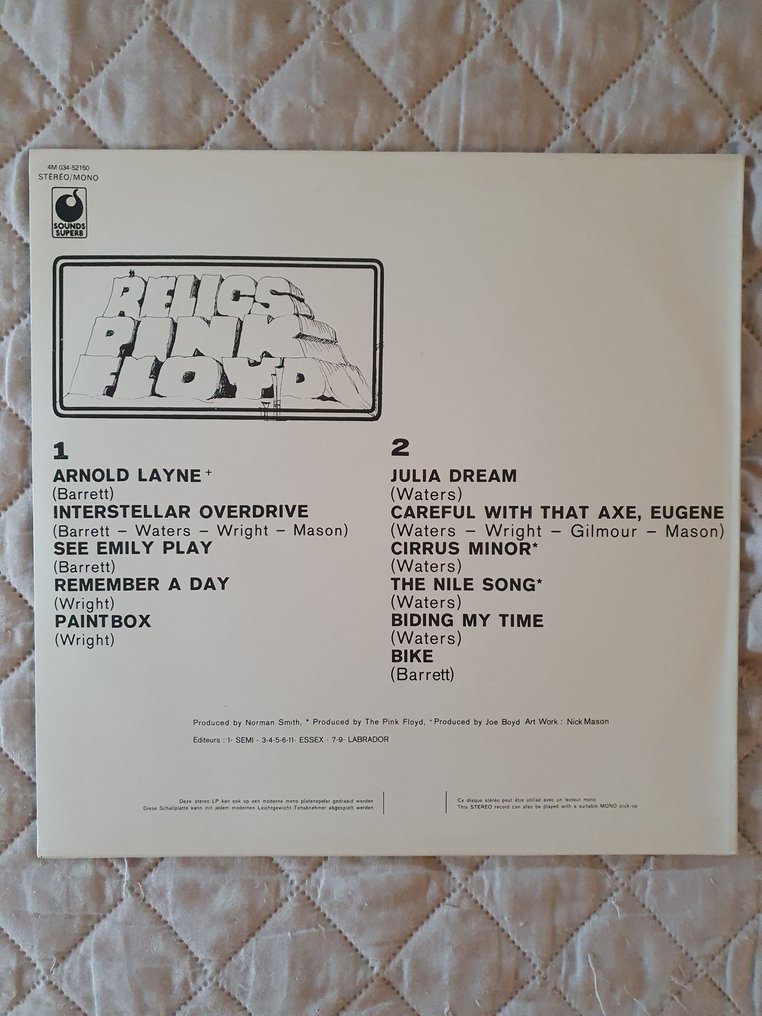 4M 034-52150
STÉRÉO/MONO
SOUNDS
SUPERB
RELICS
PINK
FLOYD
1
ARNOLD LAYNE+
(Barrett)
INTERSTELLAR OVERDRIVE
(Barrett – Waters – Wright – Mason)
SEE EMILY PLAY
(Barrett)
REMEMBER A DAY
(Wright)
PAINTBOX
(Wright)
2
JULIA DREAM
(Waters)
CAREFUL WITH THAT AXE, EUGENE
(Waters – Wright – Gilmour – Mason)
CIRRUS MINOR*
(Waters)
THE NILE SONG*
(Waters)
BIDING MY TIME
(Waters)
BIKE
(Barrett)
Produced by Norman Smith, * Produced by The Pink Floyd, +Produced by Joe Boyd Art Work : Nick Mason
Editeurs : 1- SEMI - 3-4-5-6-11- ESSEX - 7-9- LABRADOR
Deze stereo LP kan óok op een moderne mono platenspeler gedraaid worden
Diese Schallplatte kann mit jedem modernen Leichtgewicht-Tonabnehmer abgespielt werden
Ce disque stéréo peut être utilisé avec un lecteur mono
This STEREO record can also be played with a suitable MONO pick-up